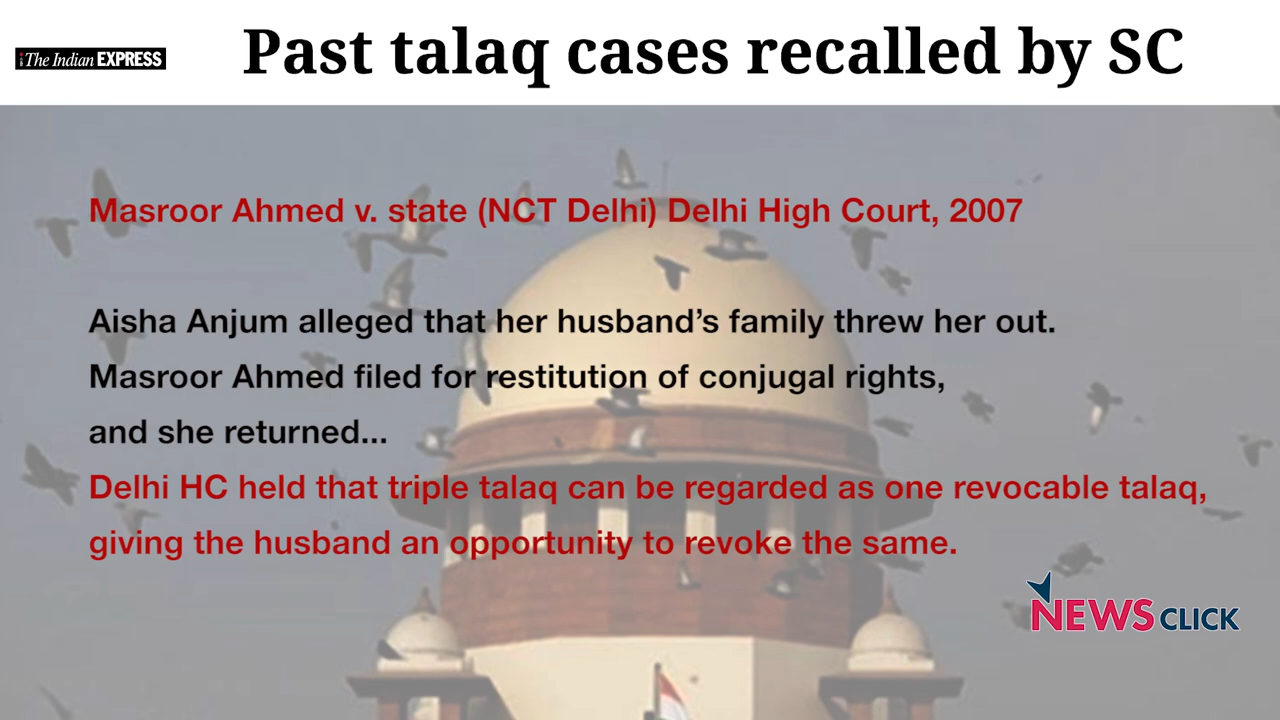 The Indian EXPRESS
Past talaq cases recalled by SC
Masroor Ahmed v. state (NCT Delhi) Delhi High Court, 2007
Aisha Anjum alleged that her husband’s family threw her out.
Masroor Ahmed filed for restitution of conjugal rights,
and she returned...
Delhi HC held that triple talaq can be regarded as one revocable talaq,
giving the husband an opportunity to revoke the same.
NEWS CLICK